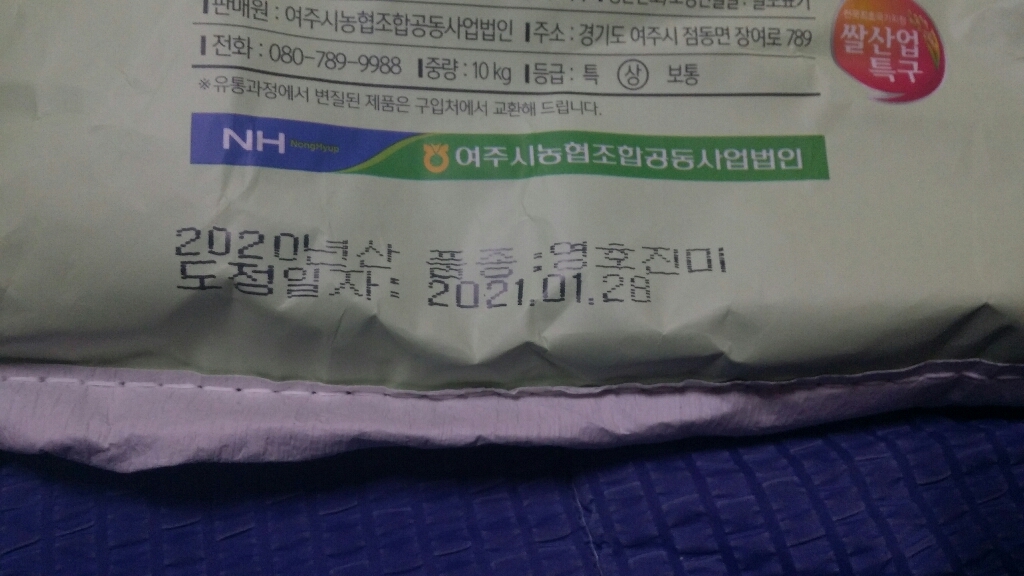 판매원 : 여주시농협조합공동사업법인 주소 : 경기도 여주시 점동면 장여로 789
전화 : 080-789-9988 중량 : 10 kg 등급 : 특 상 보통
※유통과정에서 변질된 제품은 구입처에서 교환해 드립니다.
쌀산업
특구
NH NongHyup 여주시농협조합공동사업법인
2020년산 품종 : 영호진미
도정일자 : 2021.01.28